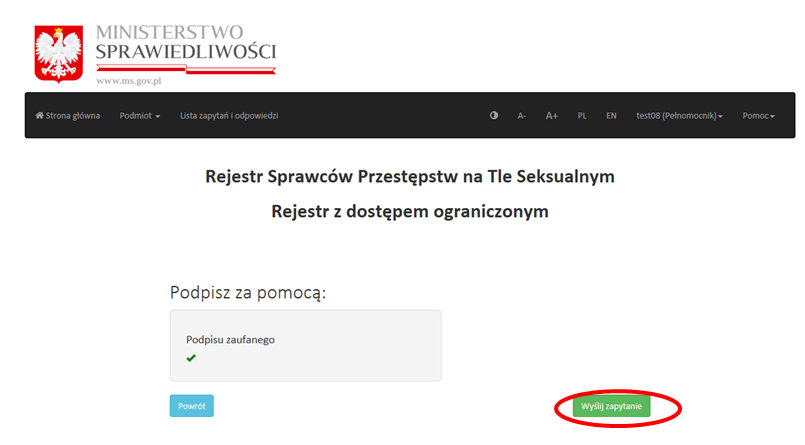 MINISTERSTWO
SPRAWIEDLIWOŚCI
www.ms.gov.pl
Strona główna Podmiot Lista zapytań i odpowiedzi A- A+ PL EN test08 (Pełnomocnik) Pomoc
Rejestr Sprawców Przestępstw na Tle Seksualnym
Rejestr z dostępem ograniczonym
Podpisz za pomocą:
Podpisu zaufanego
Powrót Wyślij zapytanie